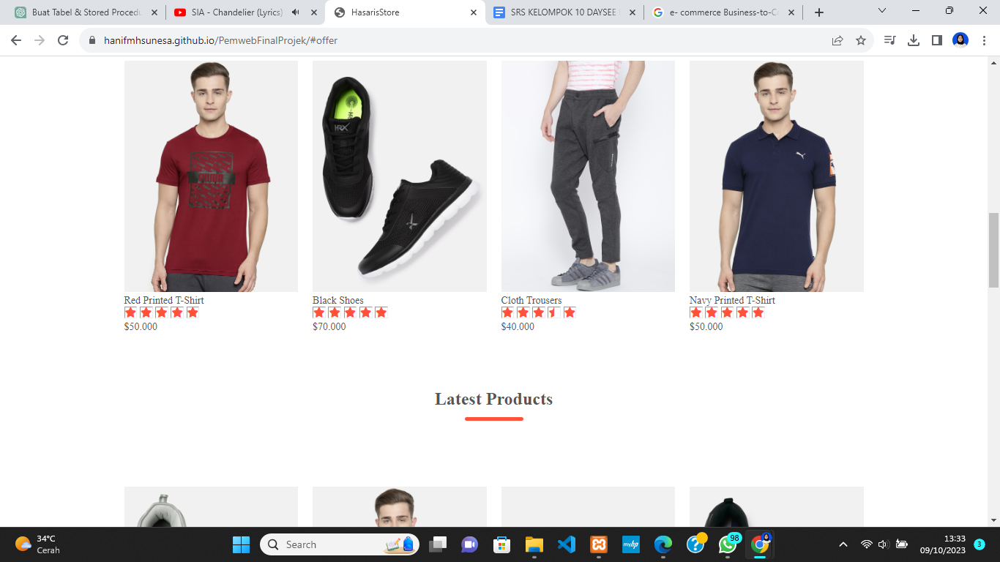 Buat Tabel & Stored Procedu
SIA - Chandelier (Lyrics)
HasarisStore
SRS KELOMPOK 10 DAYSEE
e- commerce Business-to-C
hanifmhsunesa.github.io/PemwebFinalProjek/#offer
HRX
Red Printed T-Shirt
$50.000
Black Shoes
$70.000
Cloth Trousers
$40.000
Navy Printed T-Shirt
$50.000
Latest Products
34°C
Cerah
Search
myhp
98
13:33
09/10/2023
3